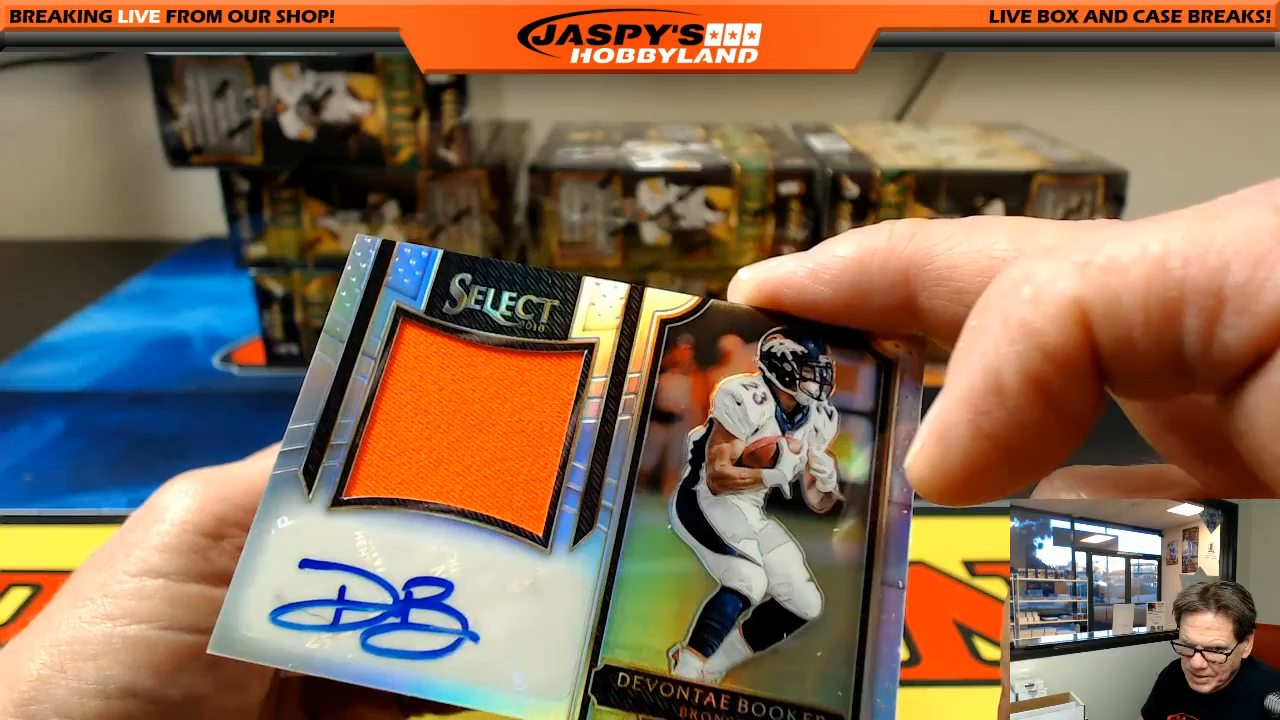 BREAKING LIVE FROM OUR SHOP!
JASPY'S
HOBBYLAND
LIVE BOX AND CASE BREAKS!
SELECT
2016
23
DB
DEVONTAE BOOKER